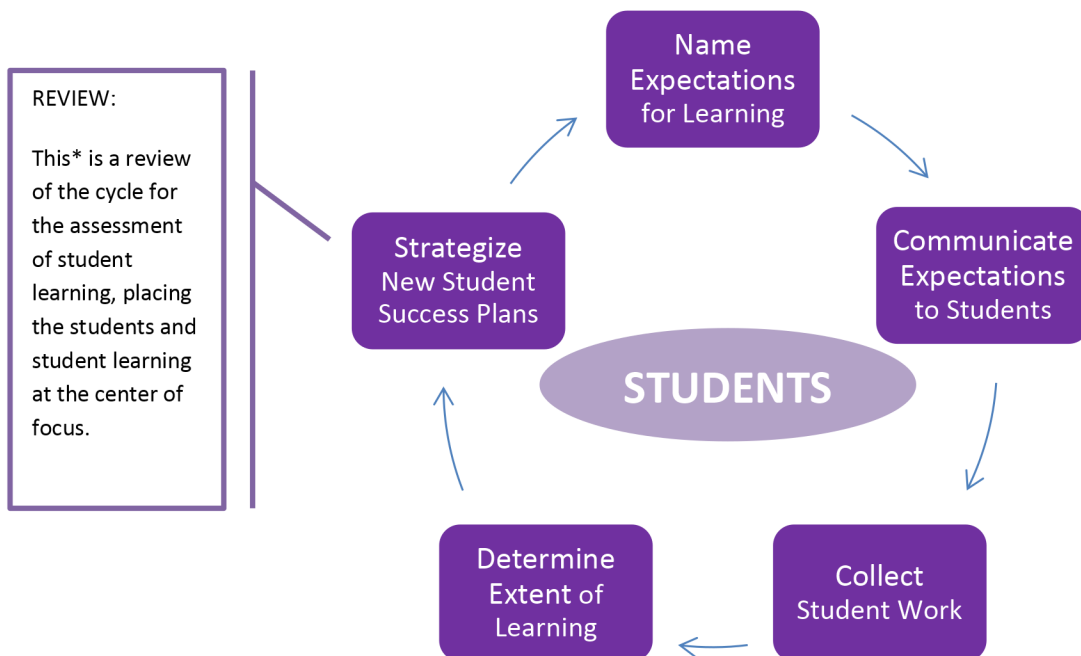 REVIEW:
This* is a review
of the cycle for
the assessment
of student
learning, placing
the students and
student learning
at the center of
focus.
Name
Expectations
for Learning
Communicate
Expectations
to Students
Collect
Student Work
Determine
Extent of
Learning
Strategize
New Student
Success Plans
STUDENTS